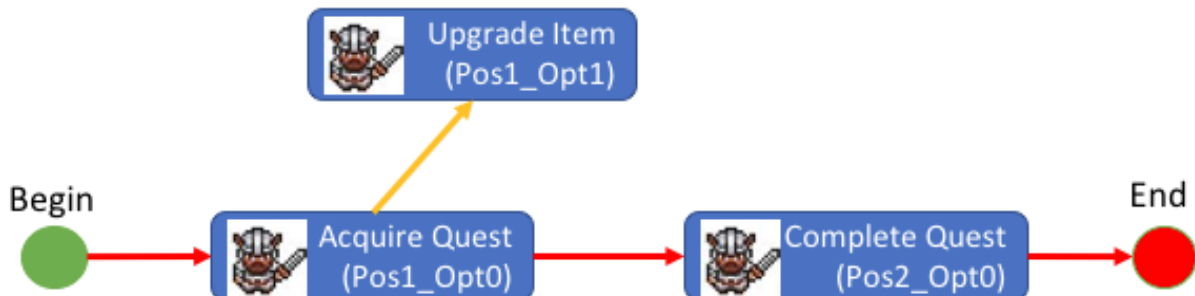 Upgrade Item
(Pos1_Opt1)
Begin
Acquire Quest
(Pos1_Opt0)
Complete Quest
(Pos2_Opt0)
End